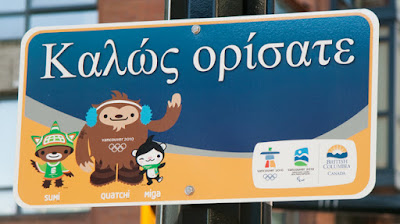 Καλώς ορίσατε
vancouver 2010
sumi quatchi miga
BRITISH
COLUMBIA
CANADA